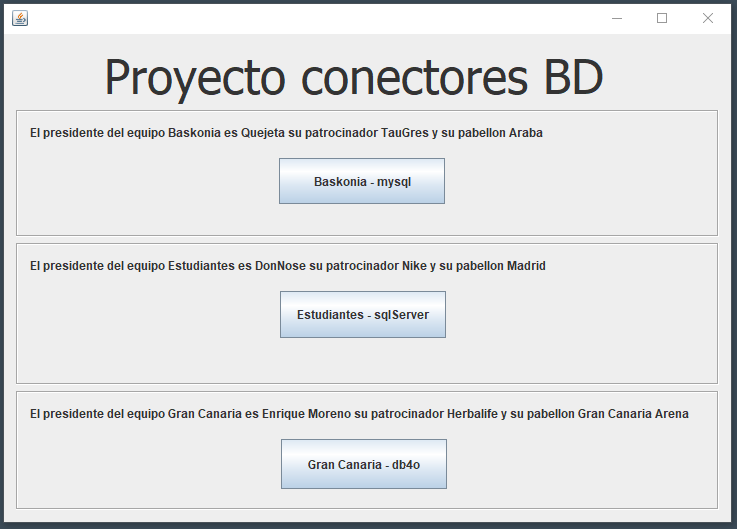 Proyecto conectores BD
El presidente del equipo Baskonia es Quejeta su patrocinador TauGres y su pabellon Araba
Baskonia - mysql
El presidente del equipo Estudiantes es DonNose su patrocinador Nike y su pabellon Madrid
Estudiantes - sqlServer
El presidente del equipo Gran Canaria es Enrique Moreno su patrocinador Herbalife y su pabellon Gran Canaria Arena
Gran Canaria - db4o